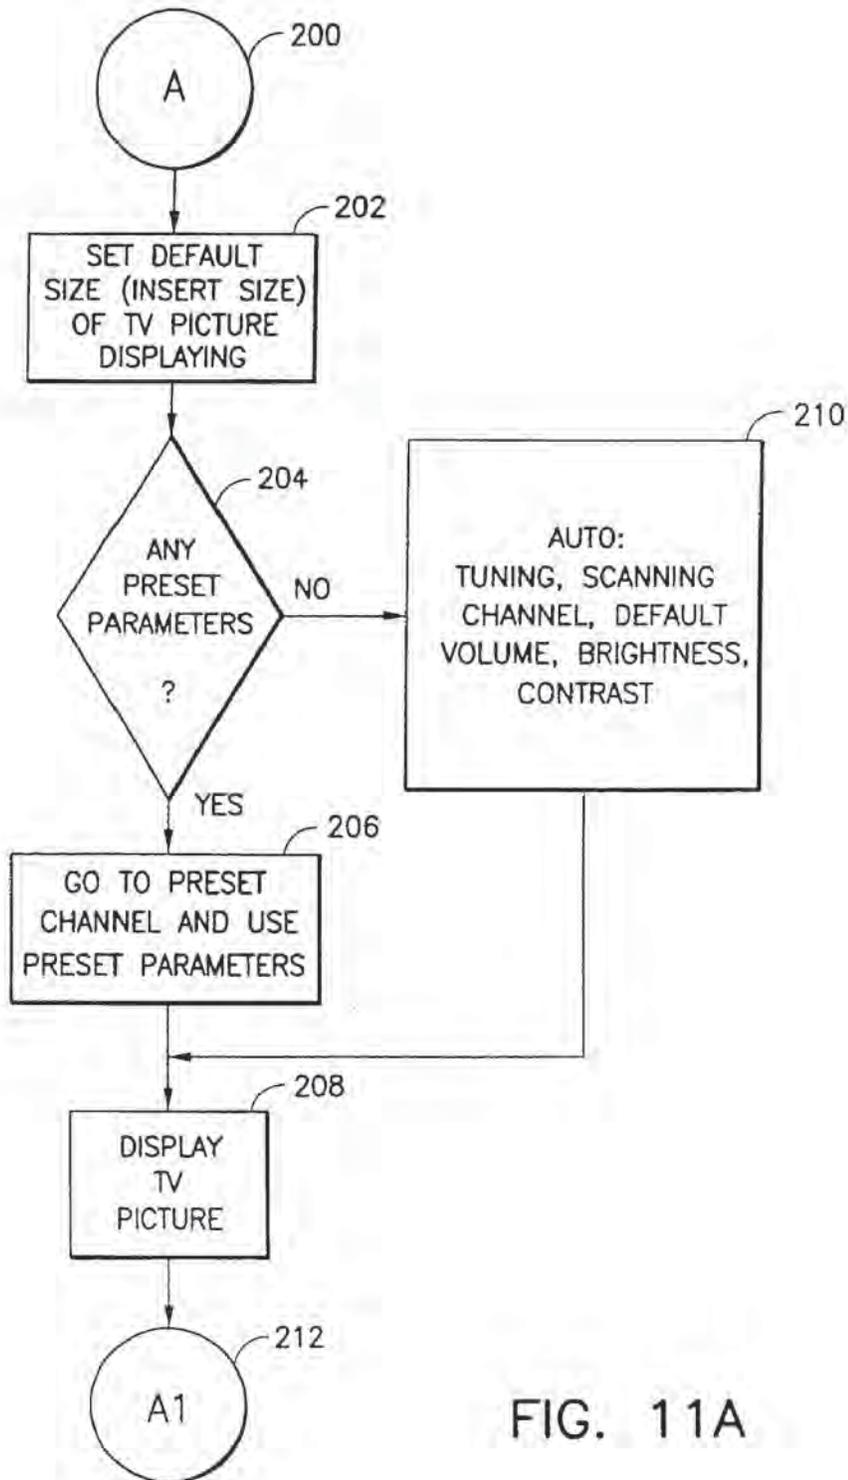 A
200
202
SET DEFAULT
SIZE (INSERT SIZE)
OF TV PICTURE
DISPLAYING
204
ANY
PRESET
PARAMETERS
?
NO
YES
210
AUTO:
TUNING, SCANNING
CHANNEL, DEFAULT
VOLUME, BRIGHTNESS,
CONTRAST
206
GO TO PRESET
CHANNEL AND USE
PRESET PARAMETERS
208
DISPLAY
TV
PICTURE
212
A1
FIG. 11A